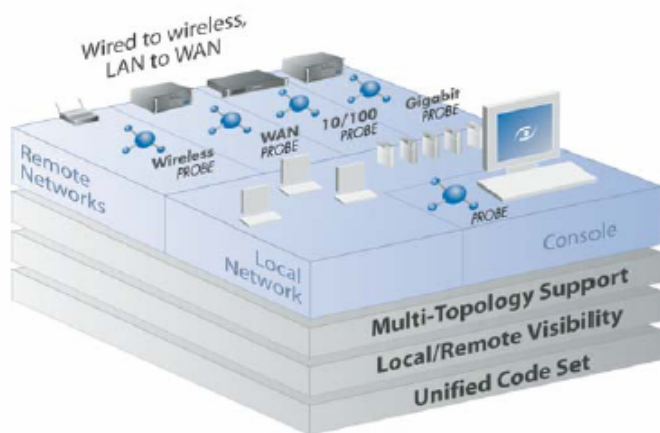 Wired to wireless,
LAN to WAN
Wireless
PROBE
WAN
PROBE
10/100
PROBE
Gigabit
PROBE
Remote
Networks
PROBE
Local
Network
Console
Multi-Topology Support
Local/Remote Visibility
Unified Code Set